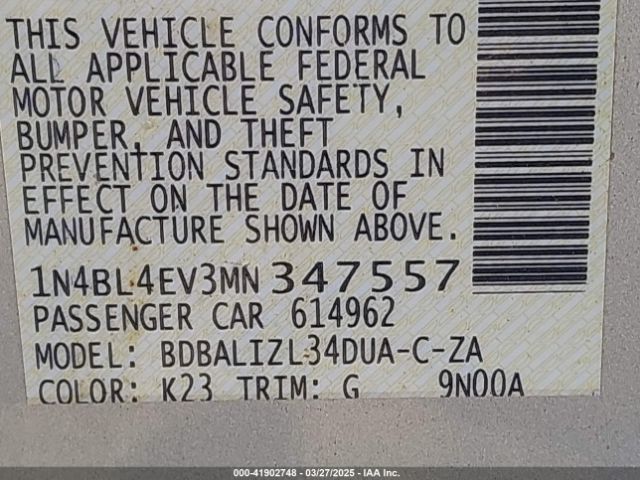 THIS VEHICLE CONFORMS TO
ALL APPLICABLE FEDERAL
MOTOR VEHICLE SAFETY,
BUMPER, AND THEFT
PREVENTION STANDARDS IN
EFFECT ON THE DATE OF
MANUFACTURE SHOWN ABOVE.
1N4BL4EV3MN347557
PASSENGER CAR 614962
MODEL: BDBALIZL34DUA-C-ZA
COLOR: K23 TRIM: G 9N00A
000-41902748 - 03/27/2025 - IAA Inc.